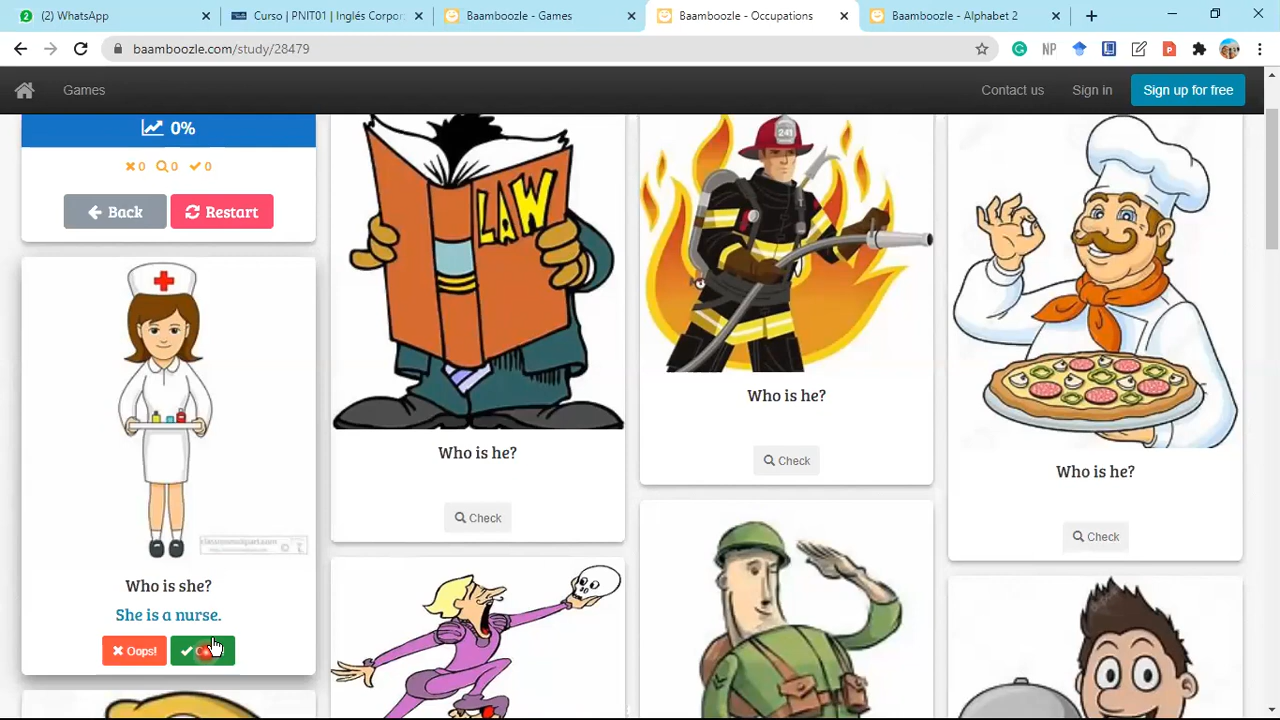 (2) WhatsApp
Curso | PNIT01 | Inglés Corpor
Baamboozle - Games
Baamboozle - Occupations
Baamboozle - Alphabet 2
baamboozle.com/study/28479
NP
Games
Contact us
Sign in
Sign up for free
0%
0 0 0
Back
Restart
LAW
241
Who is he?
Check
Who is he?
Check
Who is he?
Check
Who is she?
She is a nurse.
Oops!